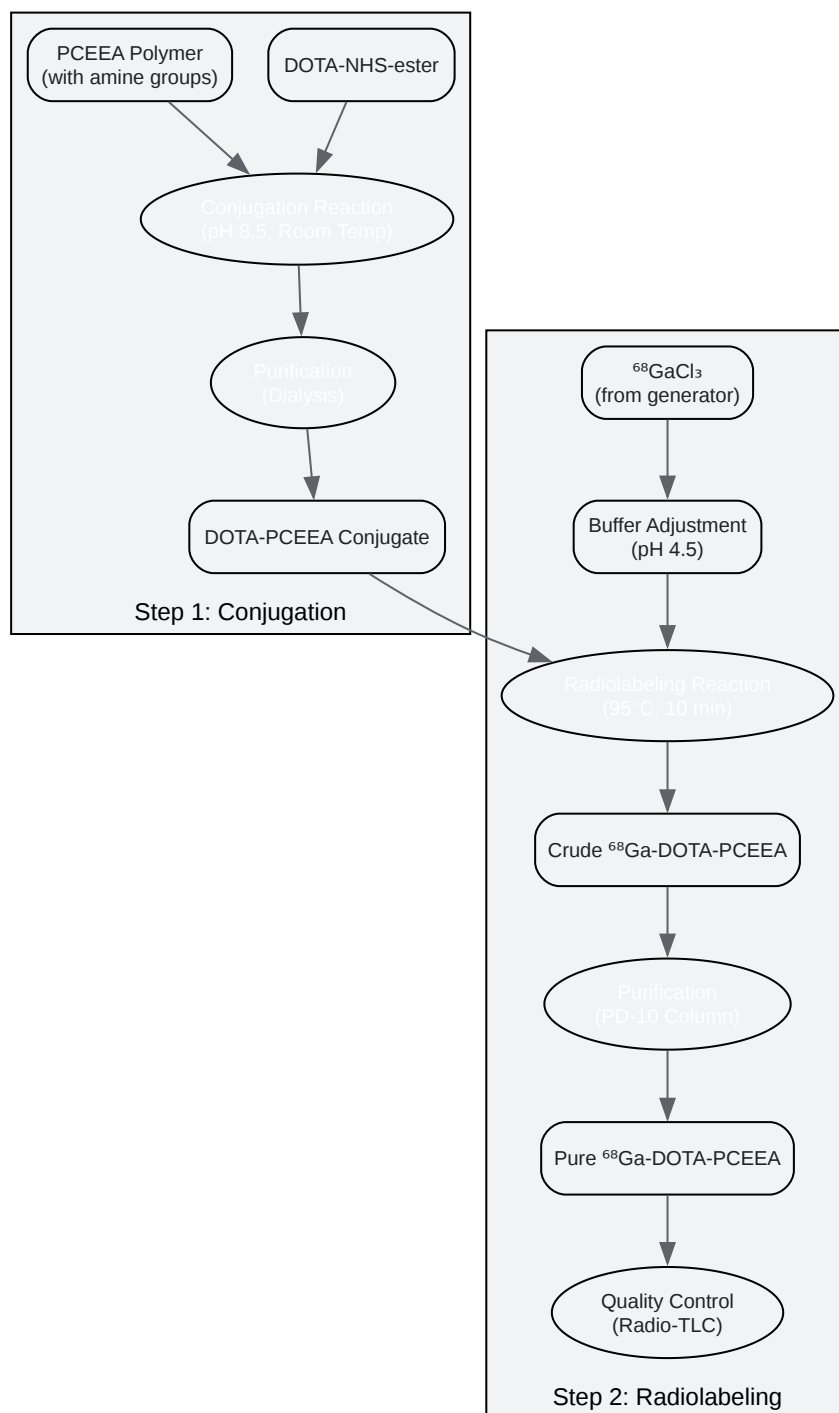 PCEEA Polymer
(with amine groups)
DOTA-NHS-ester
Conjugation Reaction
(pH 8.5, Room Temp)
Purification
(Dialysis)
DOTA-PCEEA Conjugate
Step 1: Conjugation
⁶⁸GaCl₃
(from generator)
Buffer Adjustment
(pH 4.5)
Radiolabeling Reaction
(95°C, 10 min)
Crude ⁶⁸Ga-DOTA-PCEEA
Purification
(PD-10 Column)
Pure ⁶⁸Ga-DOTA-PCEEA
Quality Control
(Radio-TLC)
Step 2: Radiolabeling